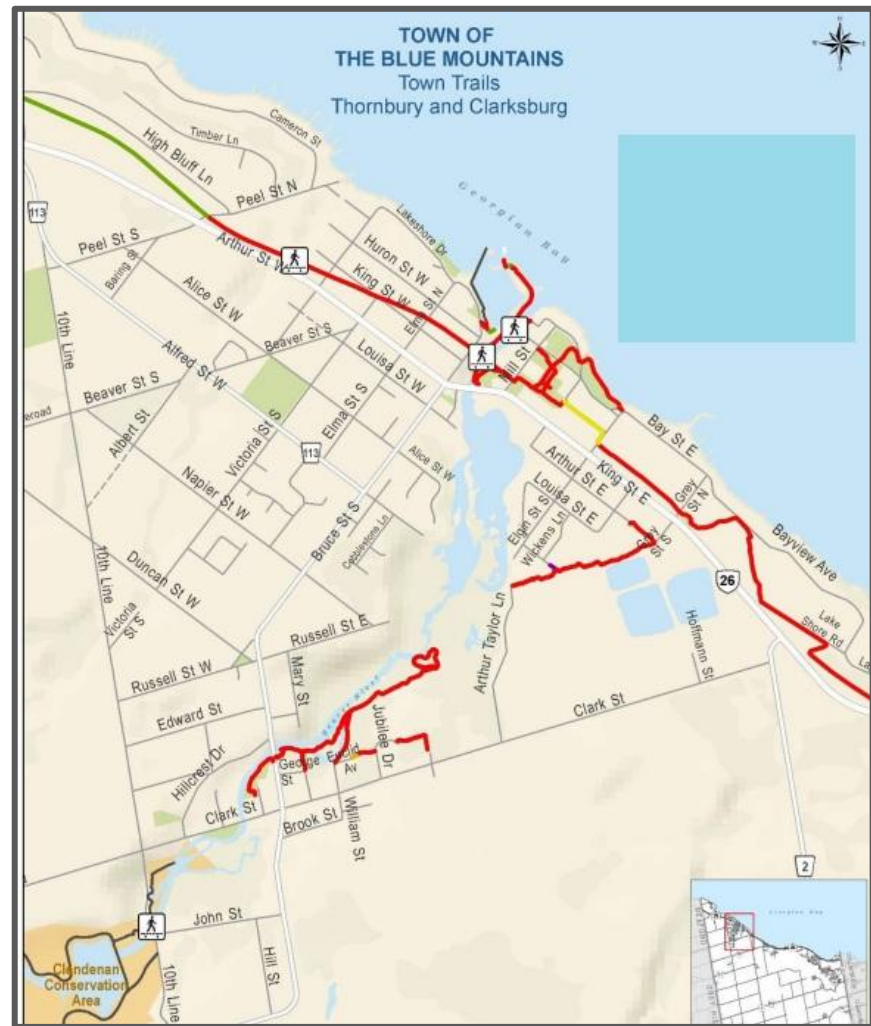 TOWN OF
THE BLUE MOUNTAINS
Town Trails
Thornbury and Clarksburg
Cameron St
Timber Ln
High Bluff Ln
Peel St N
113
Georgian Bay
Lakeshore Dr
Peel St S
Arthur St W
Huron St W
King St W
Baring St
Alice St W
Elma St N
10th Line
Beaver St S
Louisa St W
Mill St
Alfred St W
Beaver St S
Elma St S
Bay St E
Albert St
Victoria St S
113
Alice St W
King St E
Arthur St E
Louisa St E
Grey St N
Napier St W
Bruce St S
Elgin St S
Wickens Ln
Grey St S
Cobblestone Ln
Bayview Ave
10th Line
Duncan St W
26
Victoria St S
Russell St E
Arthur Taylor Ln
Hoffmann St
Lake Shore Rd
Russell St W
Mary St
Clark St
Edward St
Beaver River
Jubilee Dr
Hillcrest Dr
George St
Euclid Av
Clark St
Brook St
William St
2
John St
Hill St
10th Line
Clendenan
Conservation
Area
Georgian Bay